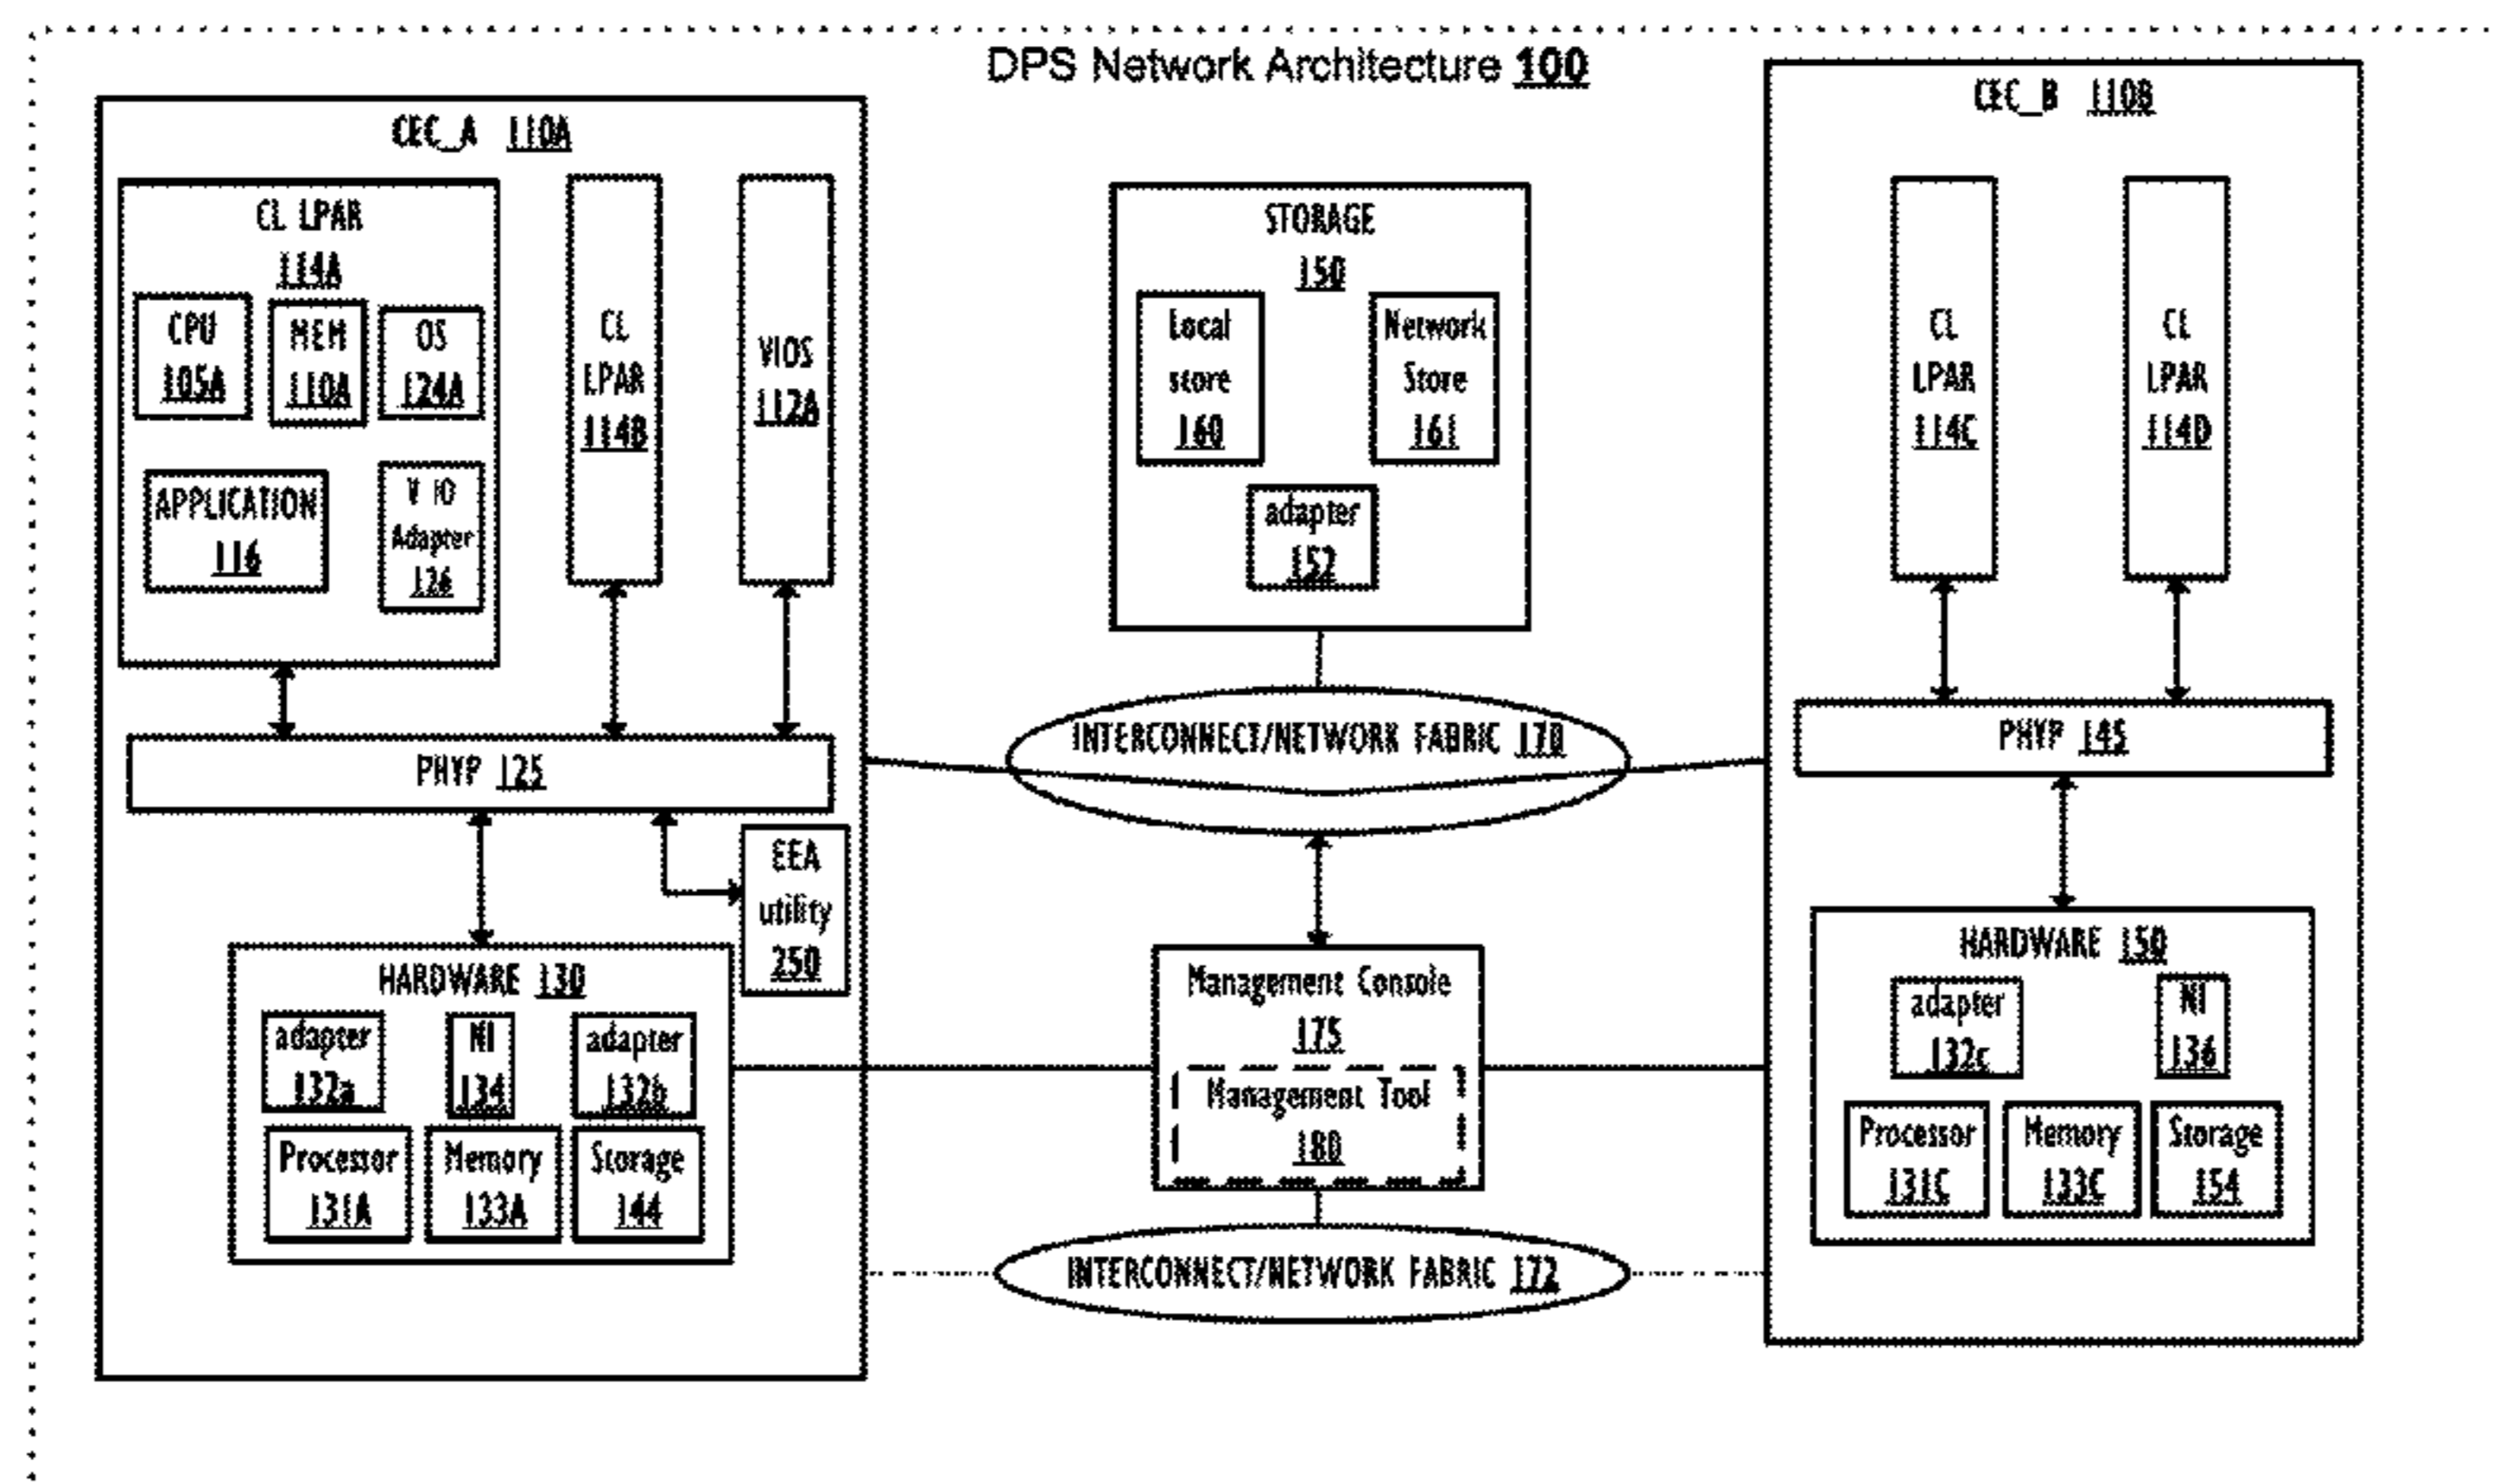 DPS Network Architecture 100
CEC_A 110A
CL LPAR
114A
CPU
105A
MEM
110A
OS
124A
APPLICATION
116
V IO
Adapter
126
CL
LPAR
114B
VIOS
112A
PHYP 125
EEA
utility
250
HARDWARE 130
adapter
132a
NI
134
adapter
132b
Processor
131A
Memory
133A
Storage
144
STORAGE
150
Local
store
160
Network
Store
161
adapter
152
INTERCONNECT/NETWORK FABRIC 170
Management Console
175
Management Tool
180
INTERCONNECT/NETWORK FABRIC 172
CEC_B 110B
CL
LPAR
114C
CL
LPAR
114D
PHYP 145
HARDWARE 150
adapter
132c
NI
136
Processor
131C
Memory
133C
Storage
154